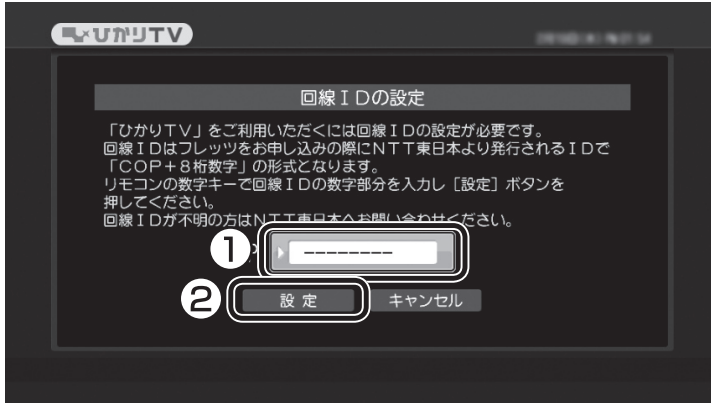 ひかりTV
回線IDの設定
「ひかりTV」をご利用いただくには回線IDの設定が必要です。
回線IDはフレッツをお申し込みの際にNTT東日本より発行されるIDで
「COP+8桁数字」の形式となります。
リモコンの数字キーで回線IDの数字部分を入力し［設定］ボタンを
押してください。
回線IDが不明の方はNTT東日本へお問い合わせください。
① --------
② 設定 キャンセル